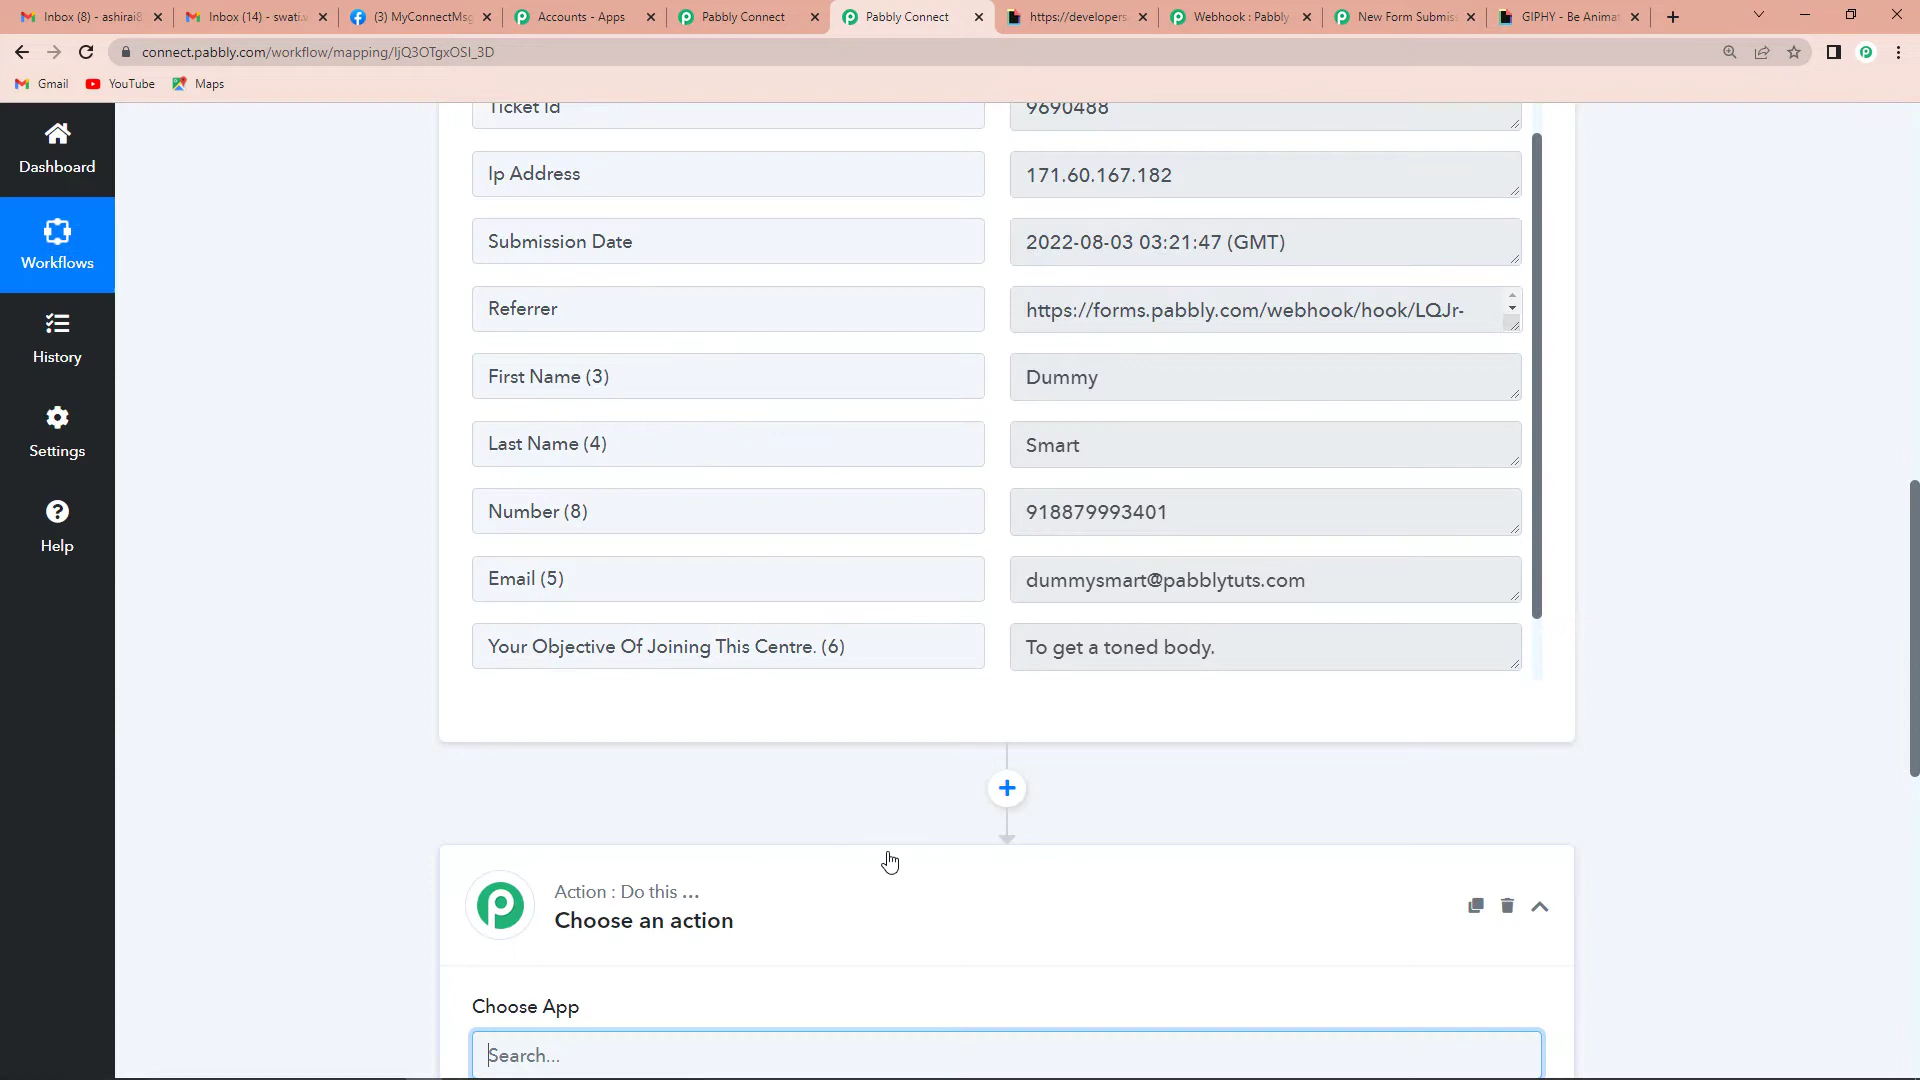 Inbox (8) - ashirai8
Inbox (14) - swati.v
(3) MyConnectMsg
Accounts - Apps
Pabbly Connect
Pabbly Connect
https://developers.
Webhook : Pabbly
New Form Submis
GIPHY - Be Anima
connect.pabbly.com/workflow/mapping/IjQ3OTgxOSI_3D
Gmail
YouTube
Maps
Dashboard
Workflows
History
Settings
Help
Ticket Id
9690488
Ip Address
171.60.167.182
Submission Date
2022-08-03 03:21:47 (GMT)
Referrer
https://forms.pabbly.com/webhook/hook/LQJr-
First Name (3)
Dummy
Last Name (4)
Smart
Number (8)
918879993401
Email (5)
dummysmart@pabblytuts.com
Your Objective Of Joining This Centre. (6)
To get a toned body.
Action : Do this ...
Choose an action
Choose App
Search...